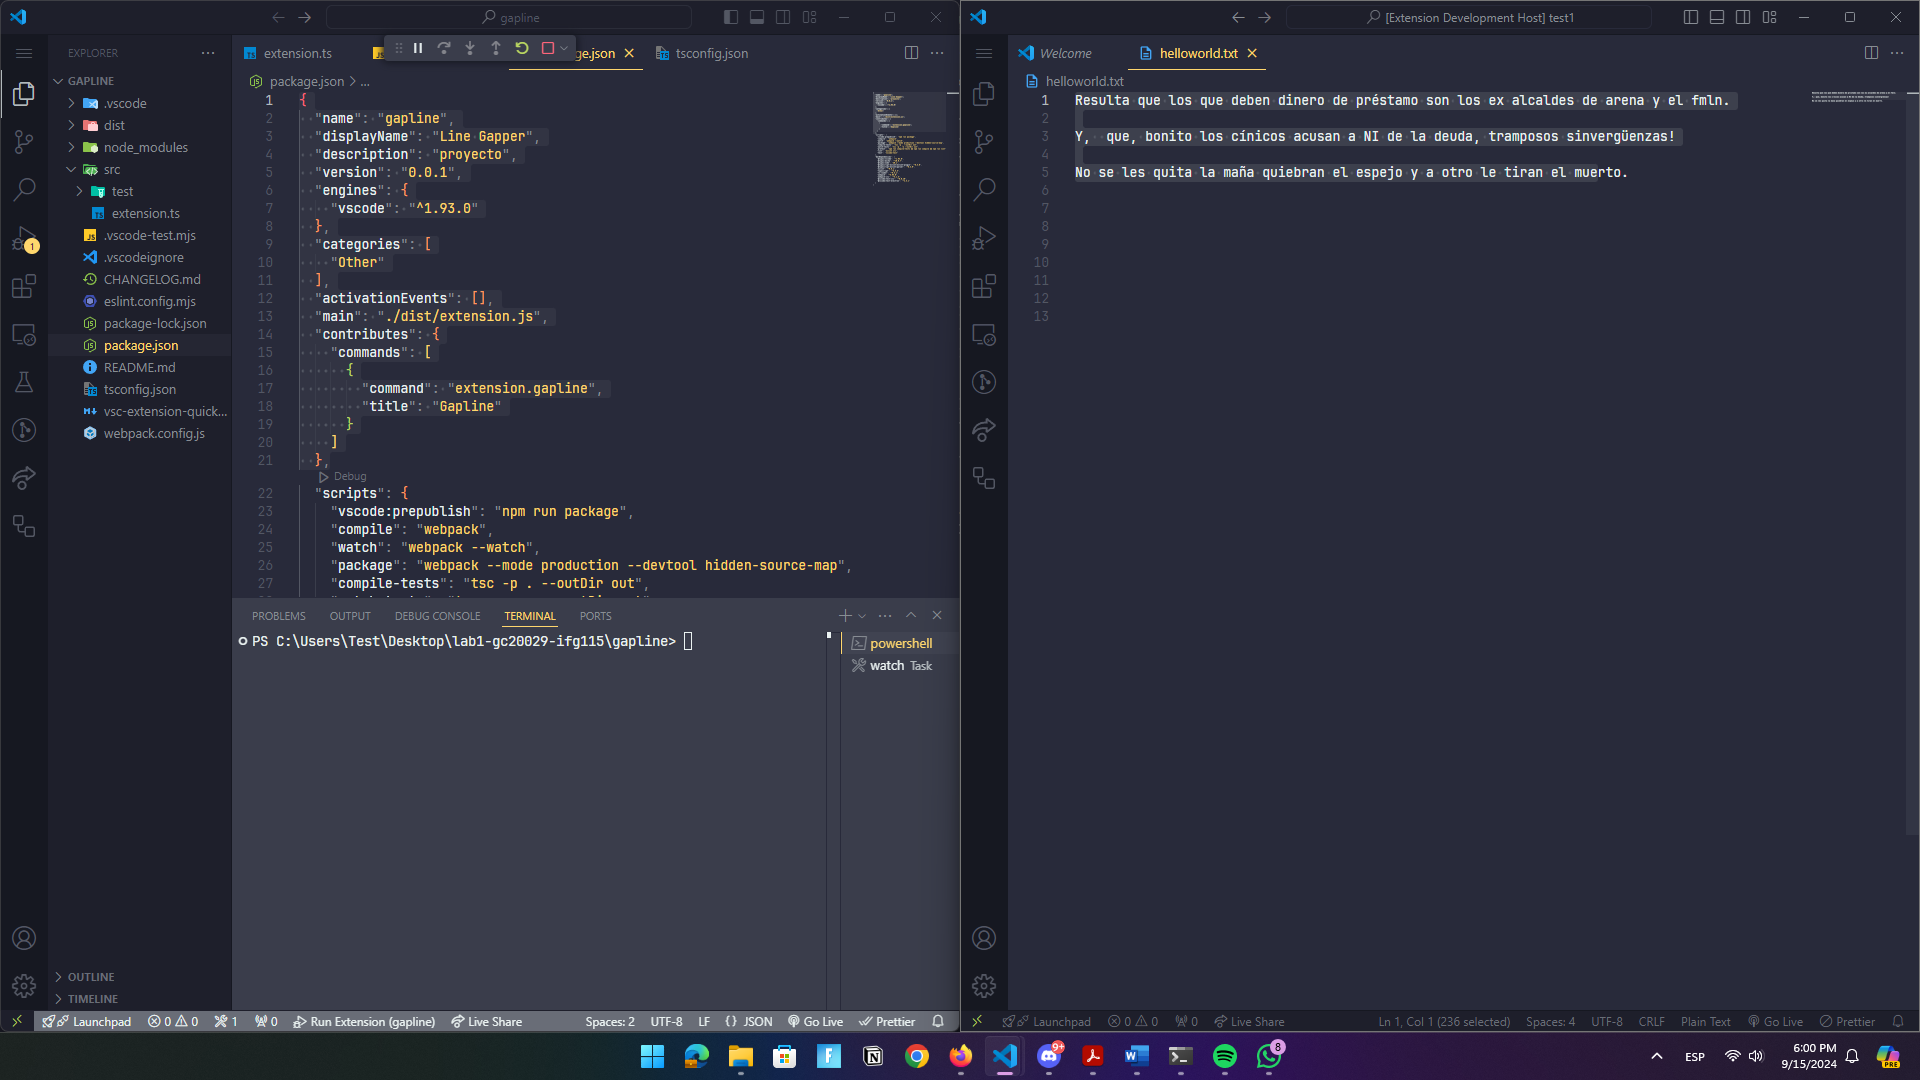 gapline
EXPLORER
GAPLINE
.vscode
dist
node_modules
src
test
extension.ts
.vscode-test.mjs
.vscodeignore
CHANGELOG.md
eslint.config.mjs
package-lock.json
package.json
README.md
tsconfig.json
vsc-extension-quick...
webpack.config.js
OUTLINE
TIMELINE
extension.ts
ge.json
tsconfig.json
package.json > ...
1 {
2 "name": "gapline",
3 "displayName": "Line Gapper",
4 "description": "proyecto",
5 "version": "0.0.1",
6 "engines": {
7 "vscode": "^1.93.0"
8 },
9 "categories": [
10 "Other"
11 ],
12 "activationEvents": [],
13 "main": "./dist/extension.js",
14 "contributes": {
15 "commands": [
16 {
17 "command": "extension.gapline",
18 "title": "Gapline"
19 }
20 ]
21 },
Debug
22 "scripts": {
23 "vscode:prepublish": "npm run package",
24 "compile": "webpack",
25 "watch": "webpack --watch",
26 "package": "webpack --mode production --devtool hidden-source-map",
27 "compile-tests": "tsc -p . --outDir out",
PROBLEMS OUTPUT DEBUG CONSOLE TERMINAL PORTS
PS C:\Users\Test\Desktop\lab1-gc20029-ifg115\gapline>
powershell
watch Task
Launchpad 0 0 1 0 Run Extension (gapline) Live Share Spaces: 2 UTF-8 LF {} JSON Go Live Prettier
[Extension Development Host] test1
Welcome
helloworld.txt
helloworld.txt
1 Resulta que los que deben dinero de préstamo son los ex alcaldes de arena y el fmln.
2
3 Y, que, bonito los cínicos acusan a NI de la deuda, tramposos sinvergüenzas!
4
5 No se les quita la maña quiebran el espejo y a otro le tiran el muerto.
6
7
8
9
10
11
12
13
Launchpad 0 0 0 Live Share Ln 1, Col 1 (236 selected) Spaces: 4 UTF-8 CRLF Plain Text Go Live Prettier
9+
8
ESP
6:00 PM
9/15/2024
PRE